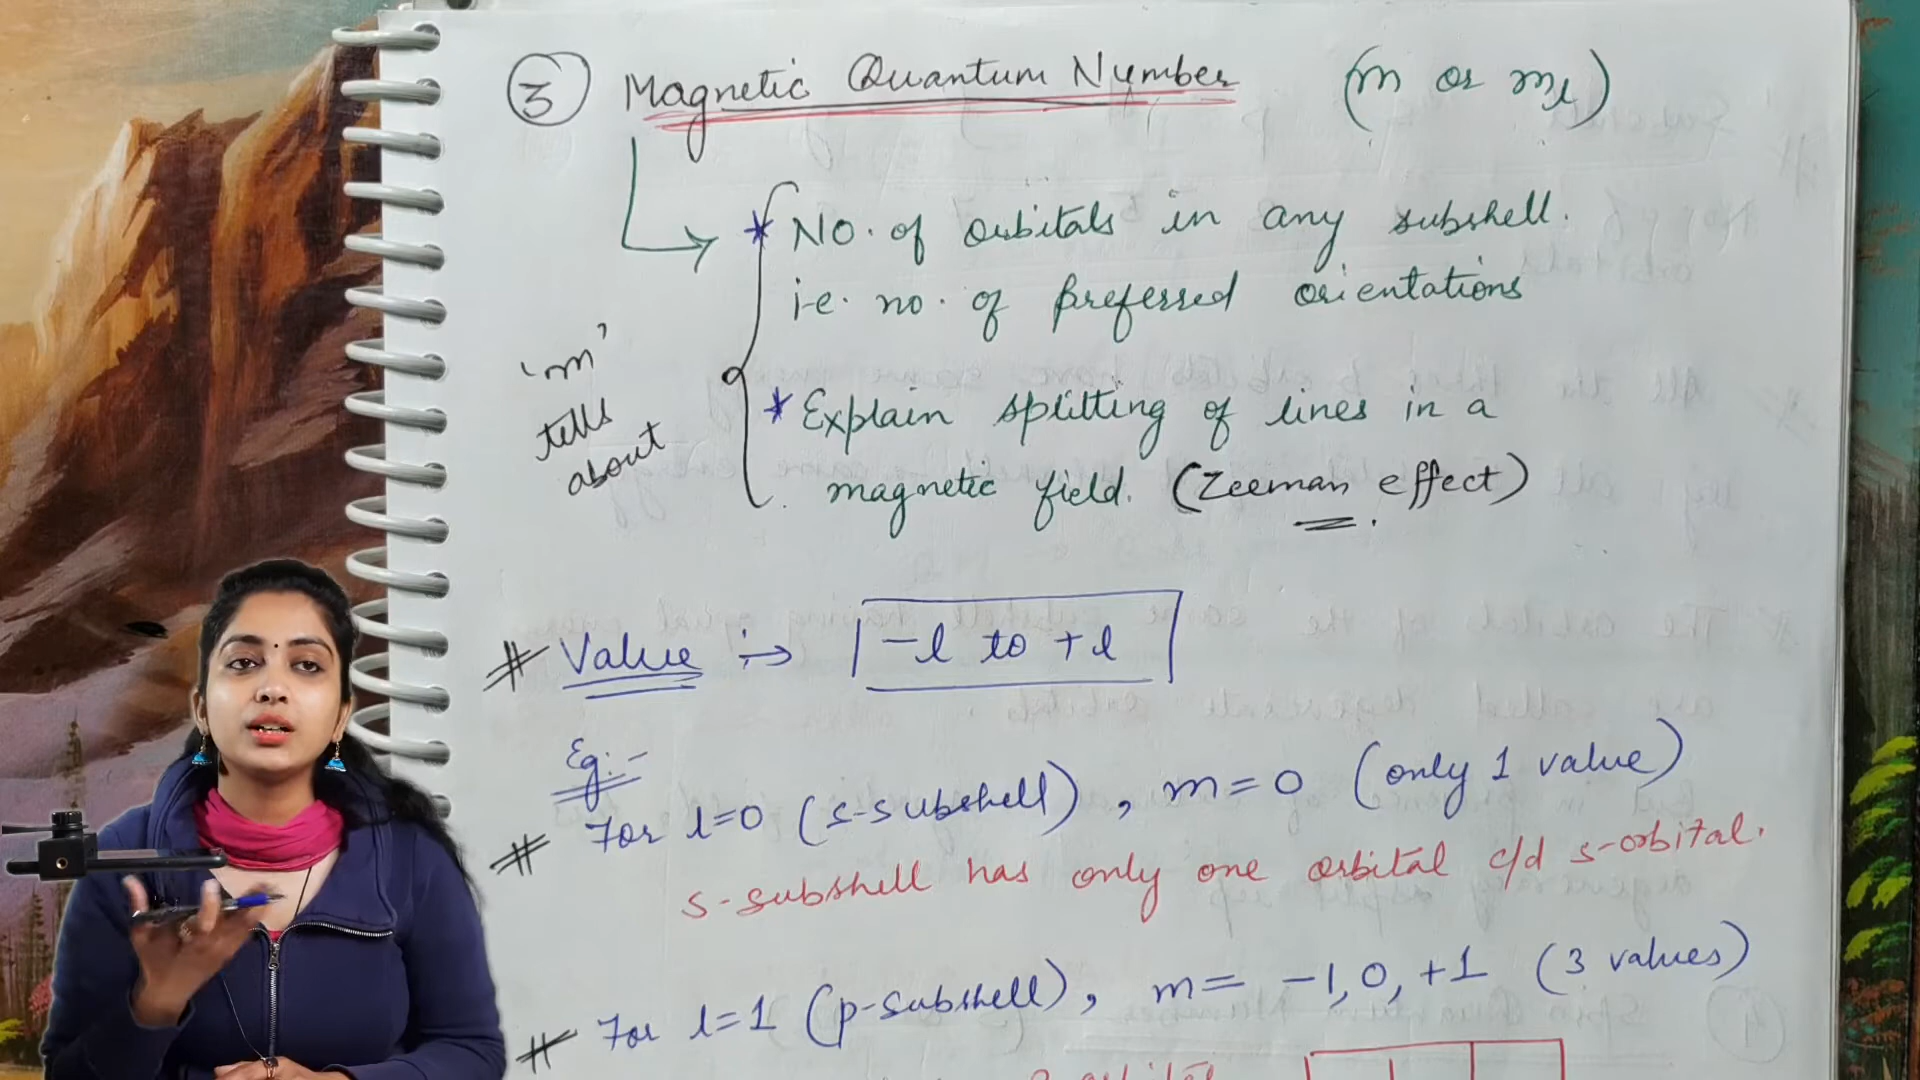 ③ Magnetic Quantum Number (m or mₗ)
* No. of orbitals in any subshell.
i.e. no. of preferred orientations
'm'
tells
about
* Explain splitting of lines in a
magnetic field. (Zeeman effect)
# Value :→ -l to +l
Eg:-
# For l=0 (s-subshell), m=0 (only 1 value)
s-subshell has only one orbital c/d s-orbital.
# For l=1 (p-subshell), m= -1,0,+1 (3 values)